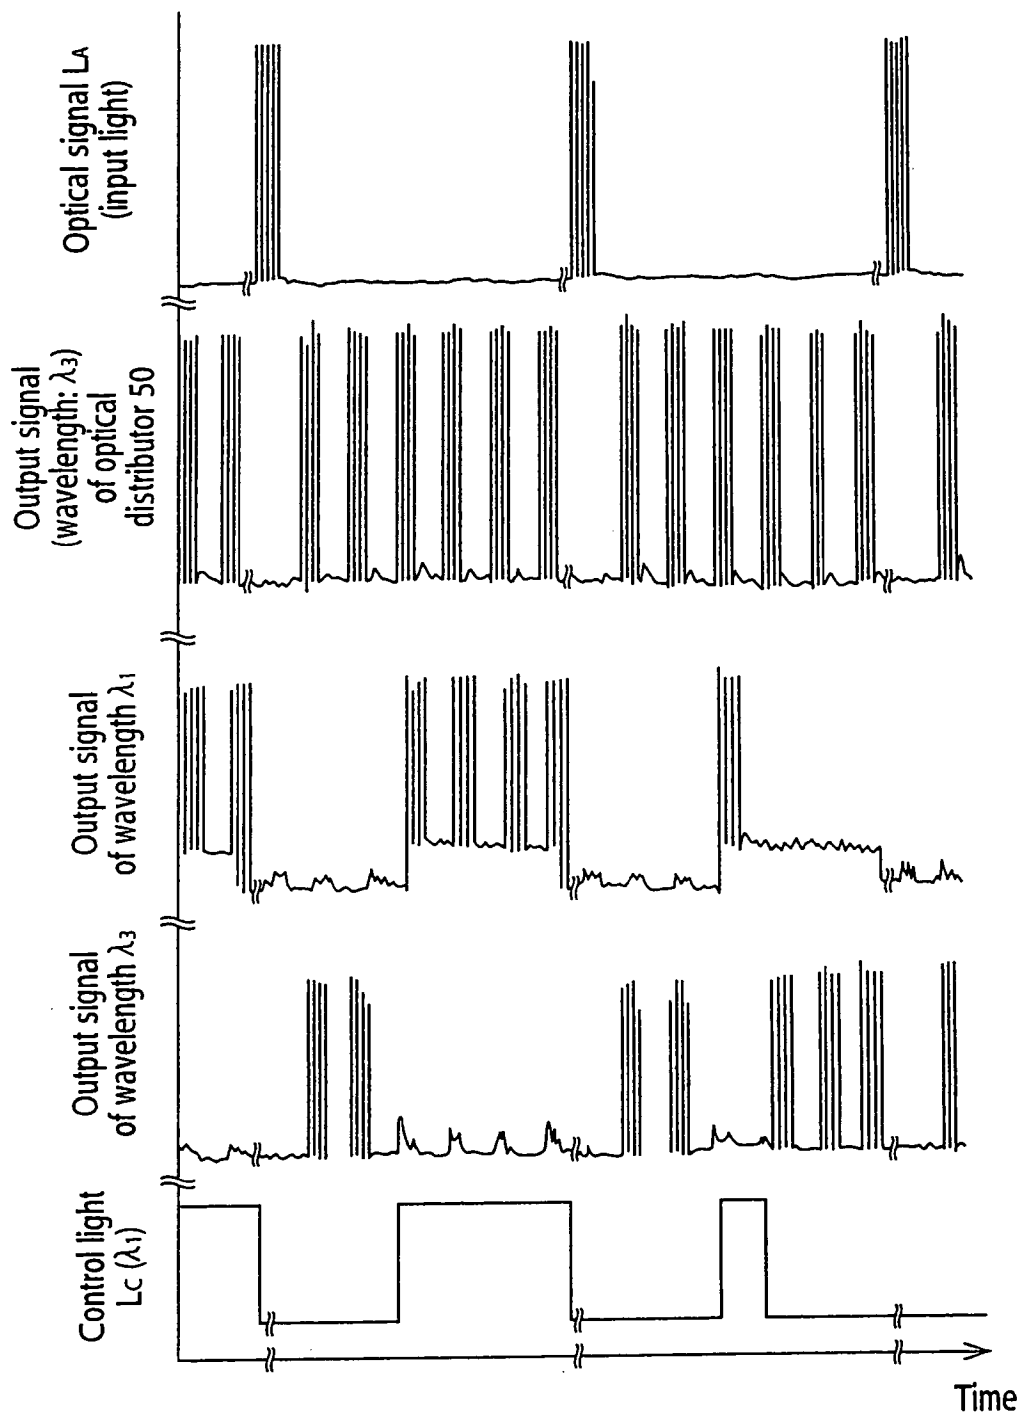 Optical signal LA
(input light)
Output signal
(wavelength: λ3)
of optical
distributor 50
Output signal
of wavelength λ1
Output signal
of wavelength λ3
Control light
LC (λ1)
Time